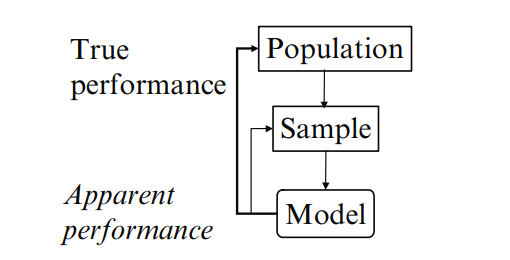 True
performance
Population
Sample
Apparent
performance
Model